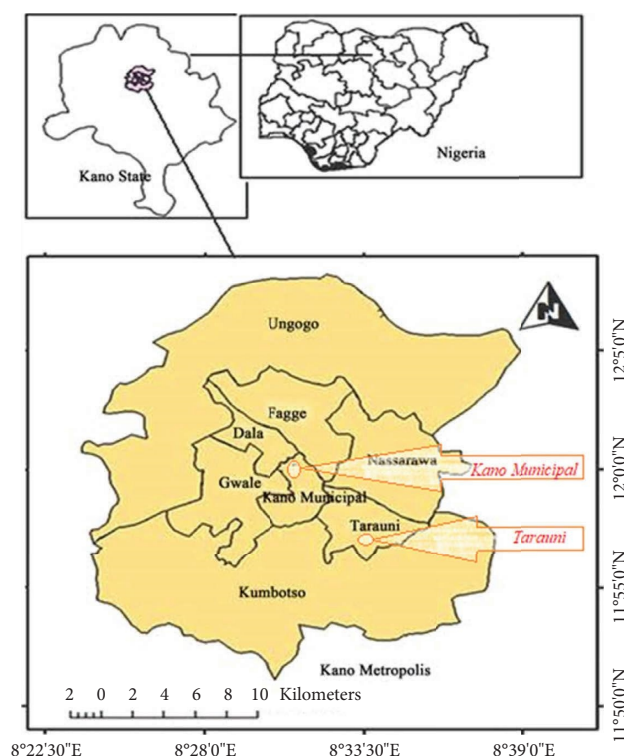 Kano State
Nigeria
N
Ungogo
Fagge
Dala
Nassarawa
Kano Municipal
Gwale
Kano Municipal
Tarauni
Tarauni
Kumbotso
Kano Metropolis
2 0 2 4 6 8 10 Kilometers
12°5'0"N
12°0'0"N
11°55'0"N
11°50'0"N
8°22'30"E 8°28'0"E 8°33'30"E 8°39'0"E